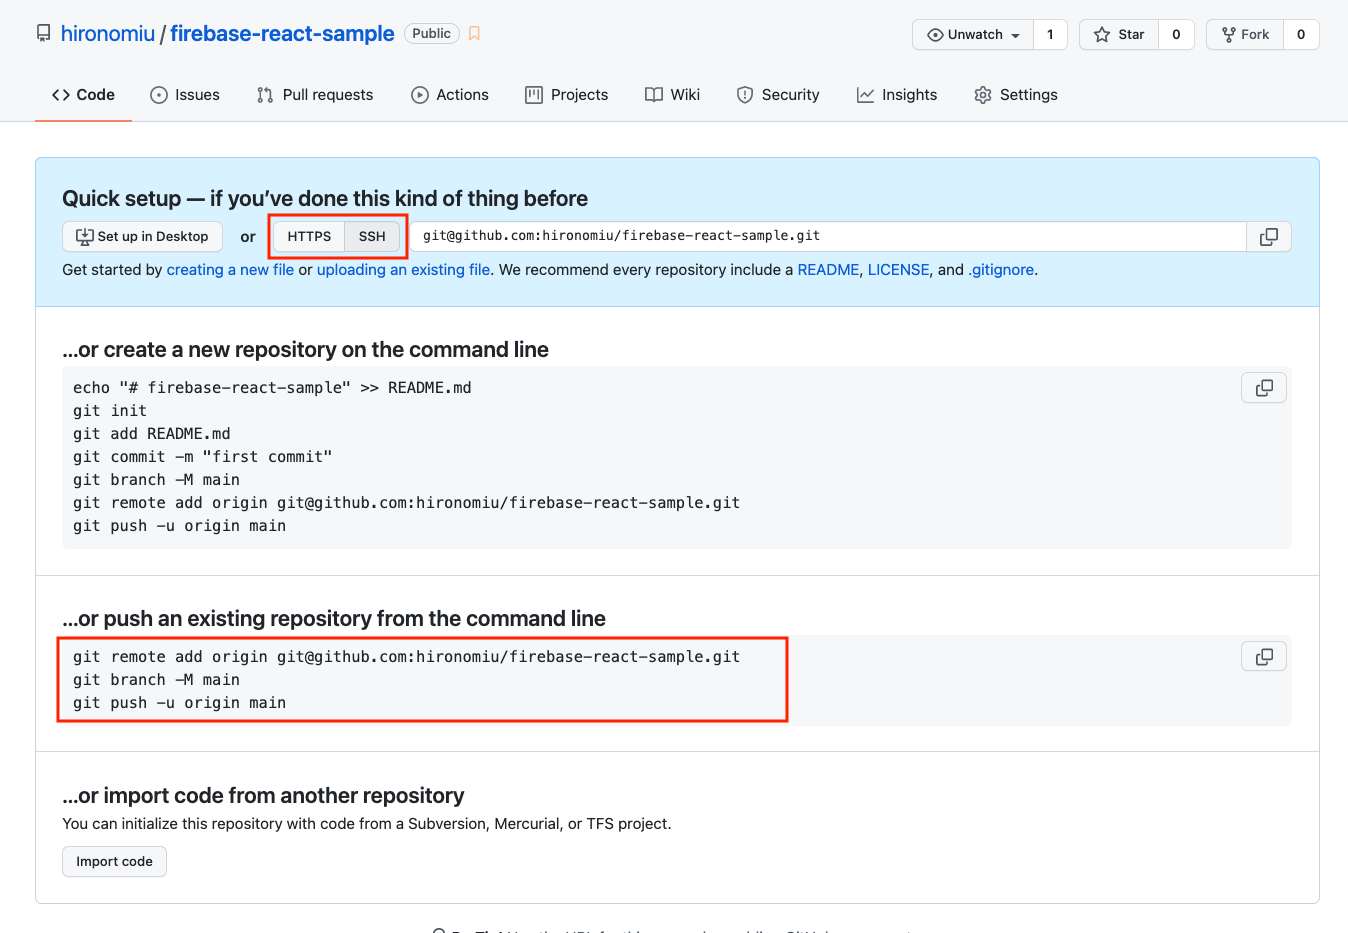 hironomiu / firebase-react-sample Public
Unwatch 1 Star 0 Fork 0
Code Issues Pull requests Actions Projects Wiki Security Insights Settings
Quick setup — if you’ve done this kind of thing before
Set up in Desktop or HTTPS SSH git@github.com:hironomiu/firebase-react-sample.git
Get started by creating a new file or uploading an existing file. We recommend every repository include a README, LICENSE, and .gitignore.
…or create a new repository on the command line
echo "# firebase-react-sample" >> README.md
git init
git add README.md
git commit -m "first commit"
git branch -M main
git remote add origin git@github.com:hironomiu/firebase-react-sample.git
git push -u origin main
…or push an existing repository from the command line
git remote add origin git@github.com:hironomiu/firebase-react-sample.git
git branch -M main
git push -u origin main
…or import code from another repository
You can initialize this repository with code from a Subversion, Mercurial, or TFS project.
Import code